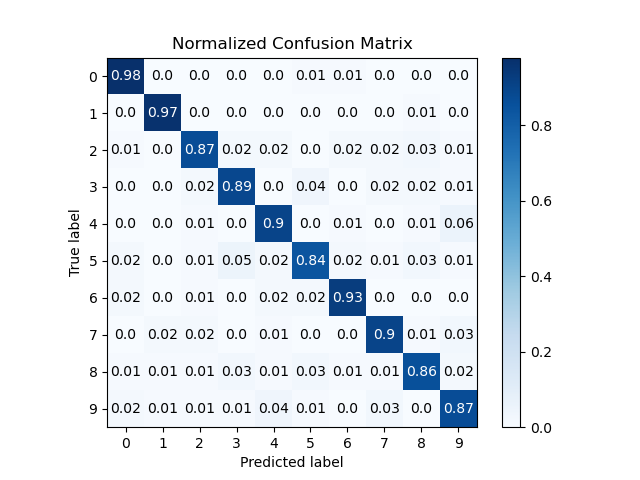 Normalized Confusion Matrix
0 0.98 0.0 0.0 0.0 0.0 0.01 0.01 0.0 0.0 0.0
1 0.0 0.97 0.0 0.0 0.0 0.0 0.0 0.0 0.01 0.0
2 0.01 0.0 0.87 0.02 0.02 0.0 0.02 0.02 0.03 0.01
3 0.0 0.0 0.02 0.89 0.0 0.04 0.0 0.02 0.02 0.01
4 0.0 0.0 0.01 0.0 0.9 0.0 0.01 0.0 0.01 0.06
5 0.02 0.0 0.01 0.05 0.02 0.84 0.02 0.01 0.03 0.01
6 0.02 0.0 0.01 0.0 0.02 0.02 0.93 0.0 0.0 0.0
7 0.0 0.02 0.02 0.0 0.01 0.0 0.0 0.9 0.01 0.03
8 0.01 0.01 0.01 0.03 0.01 0.03 0.01 0.01 0.86 0.02
9 0.02 0.01 0.01 0.01 0.04 0.01 0.0 0.03 0.0 0.87
0 1 2 3 4 5 6 7 8 9
Predicted label
True label
0.8
0.6
0.4
0.2
0.0